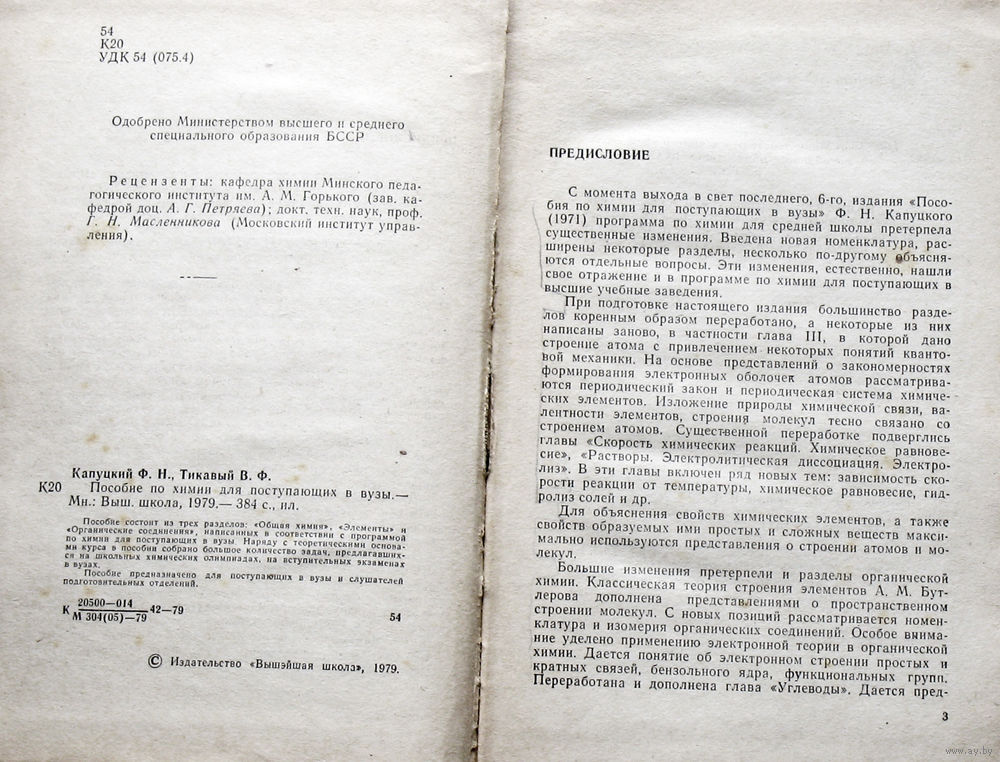 54
К20
УДК 54 (075.4)
Одобрено Министерством высшего и среднего
специального образования БССР
Рецензенты: кафедра химии Минского педа-
гогического института им. А. М. Горького (зав. ка-
федрой доц. А. Г. Петряева); докт. техн. наук, проф.
Г. Н. Масленникова (Московский институт управ-
ления).
Капуцкий Ф. Н., Тикавый В. Ф.
К20 Пособие по химии для поступающих в вузы.—
Мн.: Выш. школа, 1979.— 384 с., ил.
Пособие состоит из трех разделов: «Общая химия», «Элементы» и
«Органические соединения», написанных в соответствии с программой
по химии для поступающих в вузы. Наряду с теоретическими основа-
ми курса в пособии собрано большое количество задач, предлагавших-
ся на школьных химических олимпиадах, на вступительных экзаменах
в вузах.
Пособие предназначено для поступающих в вузы и слушателей
подготовительных отделений.
К 20500—014 42—79
М 304(05)—79
54
© Издательство «Вышэйшая школа», 1979.
ПРЕДИСЛОВИЕ
С момента выхода в свет последнего, 6-го, издания «Посо-
бия по химии для поступающих в вузы» Ф. Н. Капуцкого
(1971) программа по химии для средней школы претерпела
существенные изменения. Введена новая номенклатура, рас-
ширены некоторые разделы, несколько по-другому объясня-
ются отдельные вопросы. Эти изменения, естественно, нашли
свое отражение и в программе по химии для поступающих в
высшие учебные заведения.
При подготовке настоящего издания большинство разде-
лов коренным образом переработано, а некоторые из них
написаны заново, в частности глава III, в которой дано
строение атома с привлечением некоторых понятий кванто-
вой механики. На основе представлений о закономерностях
формирования электронных оболочек атомов рассматрива-
ются периодический закон и периодическая система химиче-
ских элементов. Изложение природы химической связи, ва-
лентности элементов, строения молекул тесно связано со
строением атомов. Существенной переработке подверглись
главы «Скорость химических реакций. Химическое равнове-
сие», «Растворы. Электролитическая диссоциация. Электро-
лиз». В эти главы включен ряд новых тем: зависимость ско-
рости реакции от температуры, химическое равновесие, гид-
ролиз солей и др.
Для объяснения свойств химических элементов, а также
свойств образуемых ими простых и сложных веществ макси-
мально используются представления о строении атомов и мо-
лекул.
Большие изменения претерпели и разделы органической
химии. Классическая теория строения элементов А. М. Бут-
лерова дополнена представлениями о пространственном
строении молекул. С новых позиций рассматривается номен-
клатура и изомерия органических соединений. Особое внима-
ние уделено применению электронной теории в органической
химии. Дается понятие об электронном строении простых и
кратных связей, бензольного ядра, функциональных групп.
Переработана и дополнена глава «Углеводы». Дается пред-
3
www.ay.by